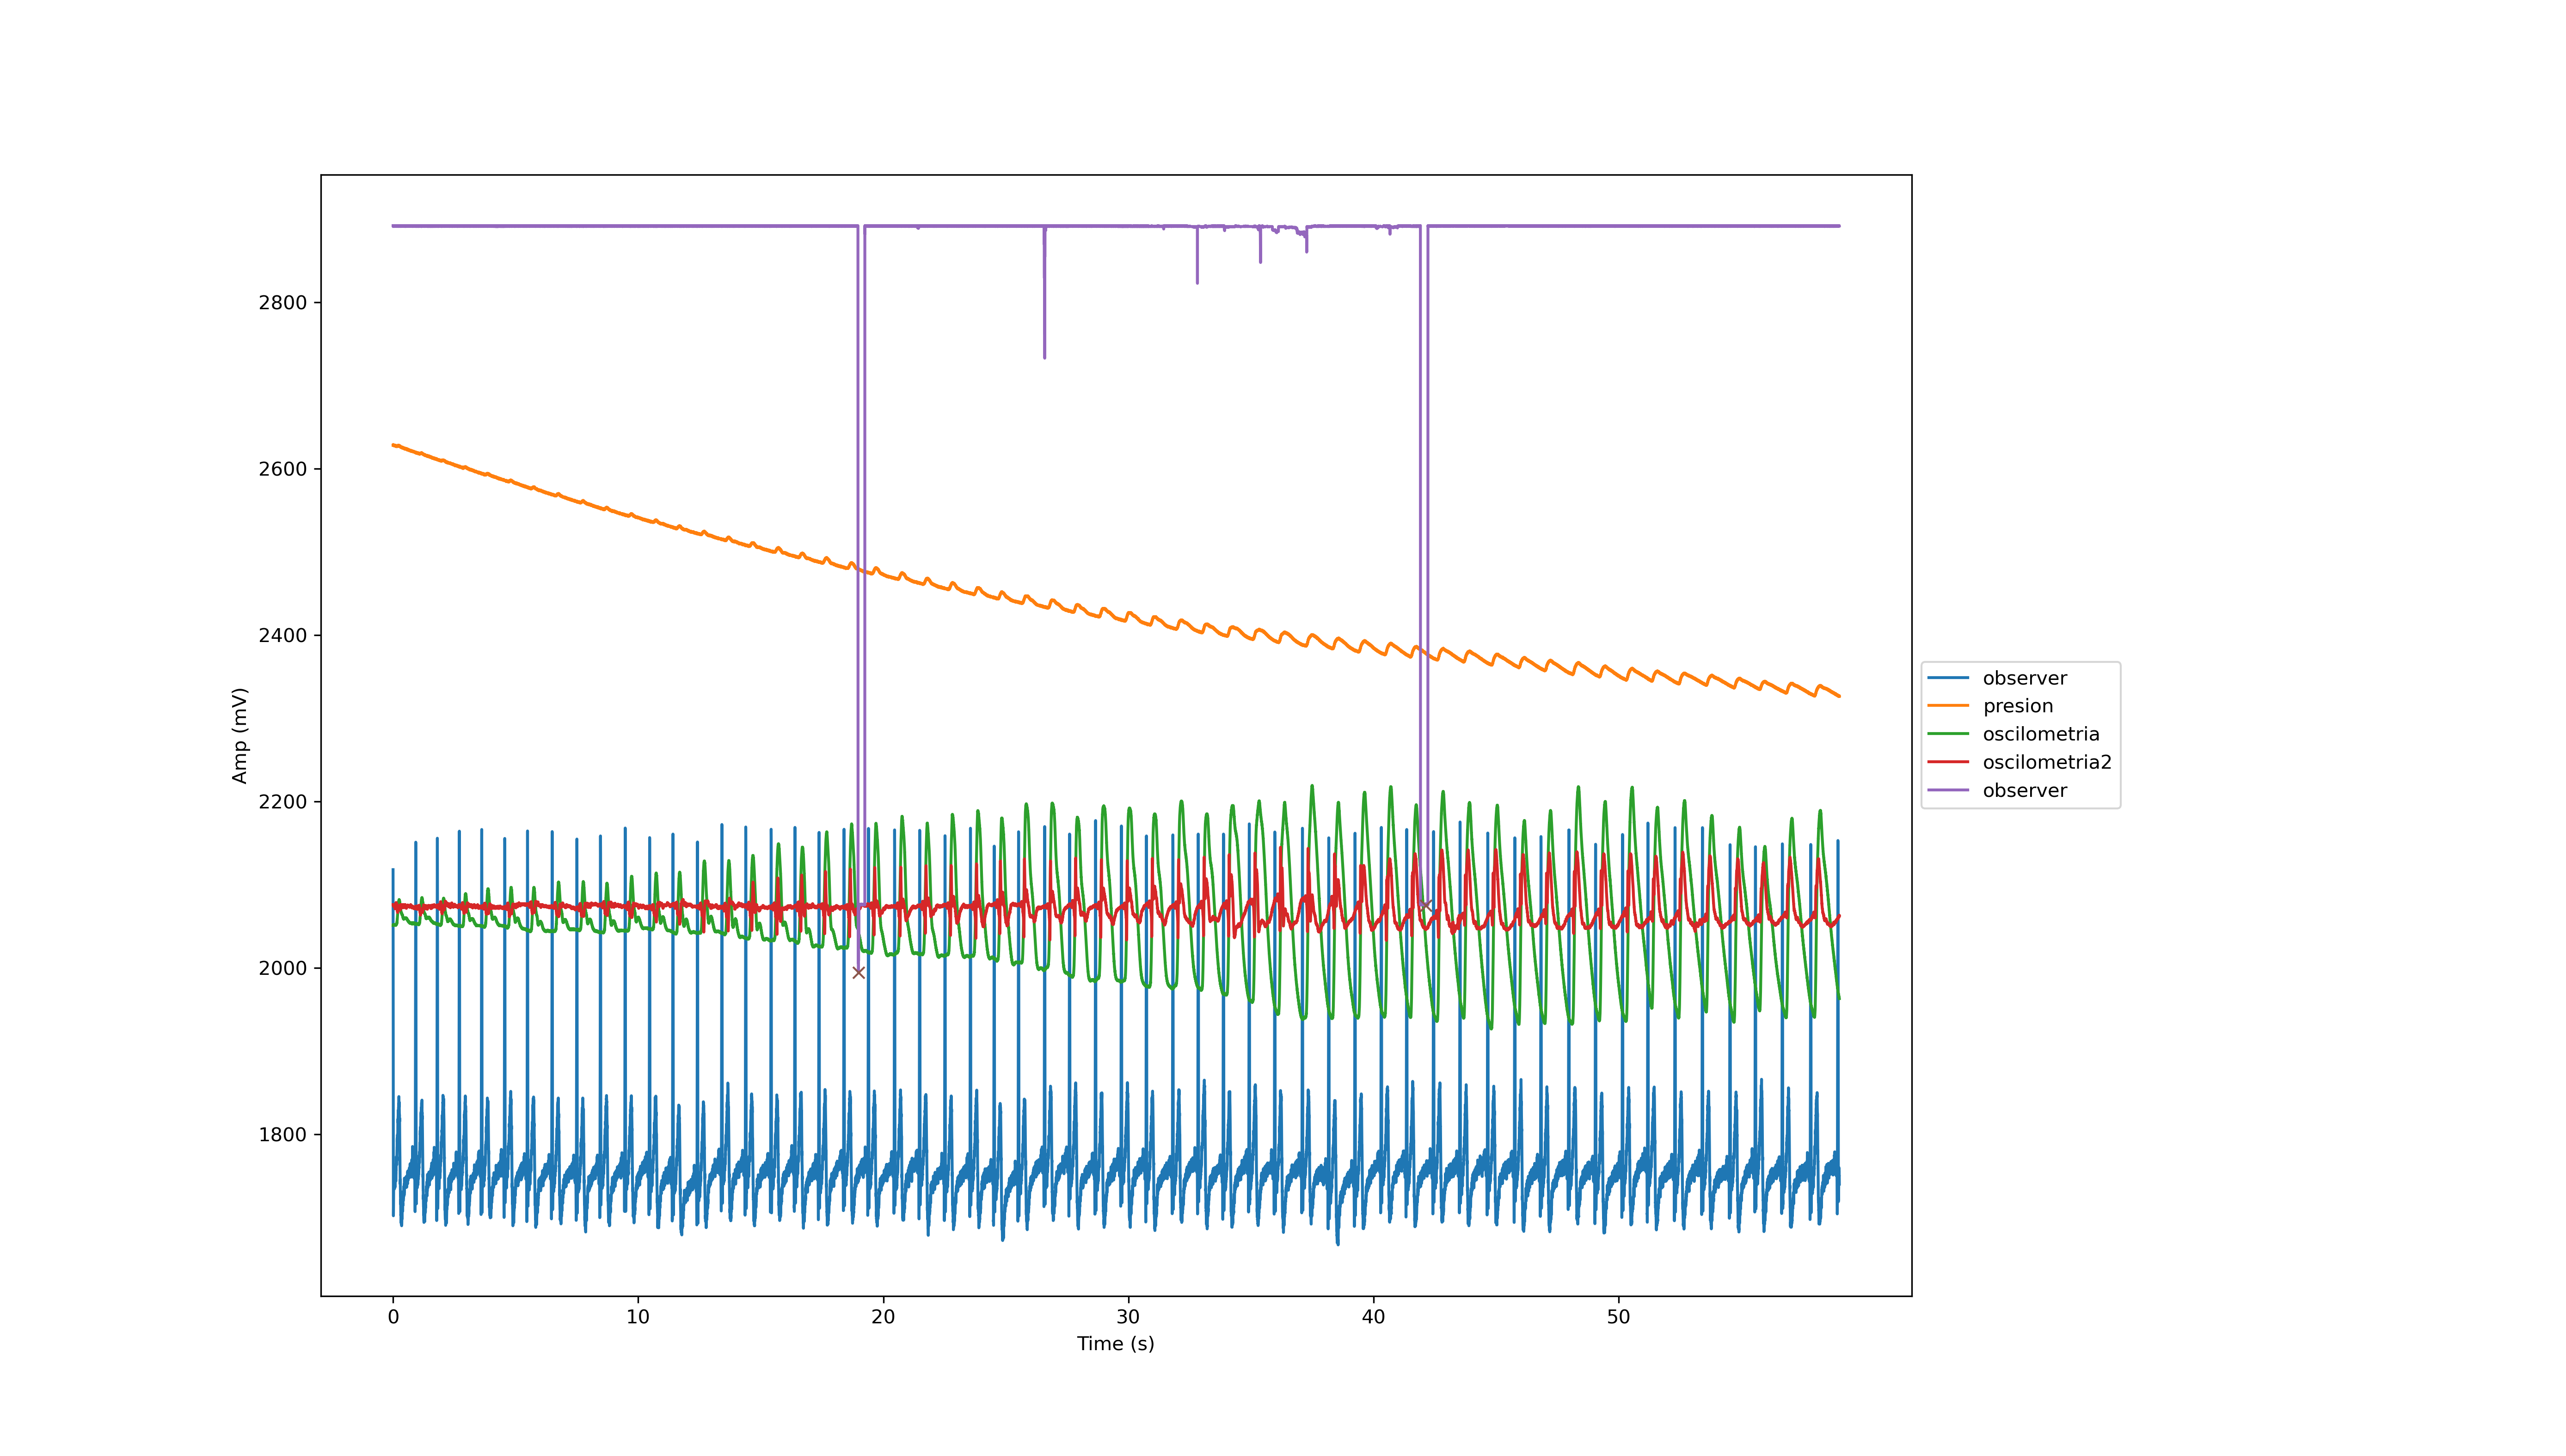 2800
2600
2400
2200
2000
1800
Amp (mV)
0 10 20 30 40 50
Time (s)
observer
presion
oscilometria
oscilometria2
observer